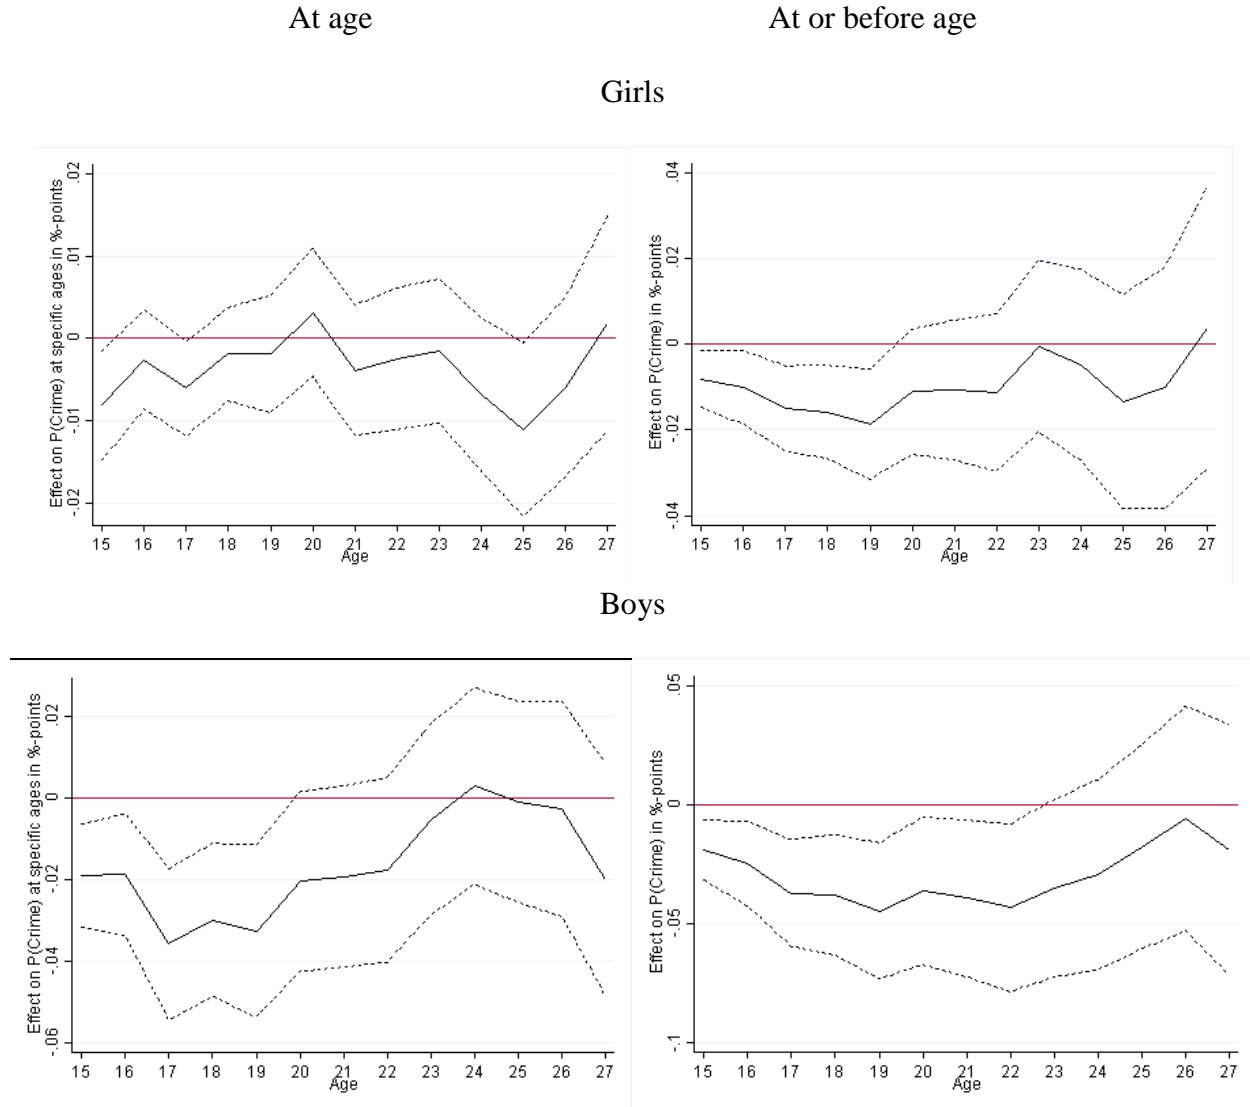 At age
At or before age
Girls
Effect on P(Crime) at specific ages in %-points
.02
.01
0
-.01
-.02
15 16 17 18 19 20 21 22 23 24 25 26 27
Age
Effect on P(Crime) in %-points
.04
.02
0
-.02
-.04
15 16 17 18 19 20 21 22 23 24 25 26 27
Age
Boys
Effect on P(Crime) at specific ages in %-points
.02
0
-.02
-.04
-.06
15 16 17 18 19 20 21 22 23 24 25 26 27
Age
Effect on P(Crime) in %-points
.05
0
-.05
-.1
15 16 17 18 19 20 21 22 23 24 25 26 27
Age